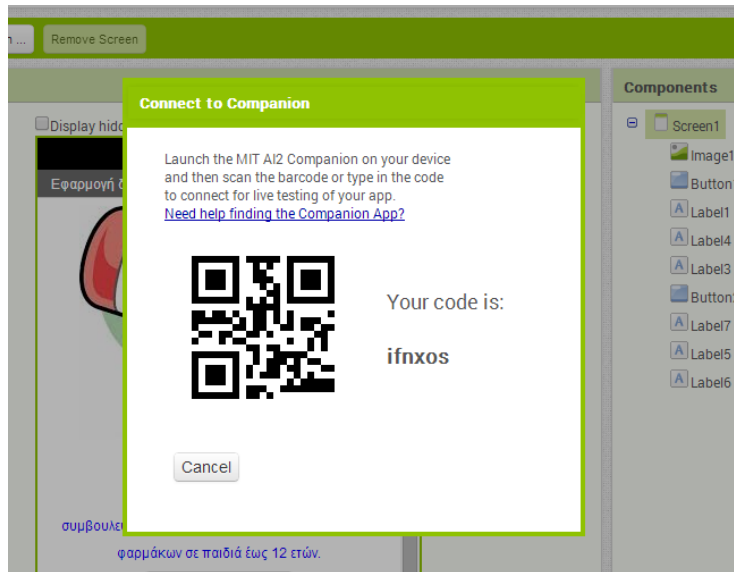 Remove Screen
Components
Connect to Companion
Display hidd
Screen1
Launch the MIT AI2 Companion on your device
and then scan the barcode or type in the code
to connect for live testing of your app.
Need help finding the Companion App?
Εφαρμογή
Image1
Button
Label1
Label4
Label3
Button
Label7
Label5
Label6
Your code is:
ifnxos
Cancel
φαρμάκων σε παιδιά έως 12 ετών.